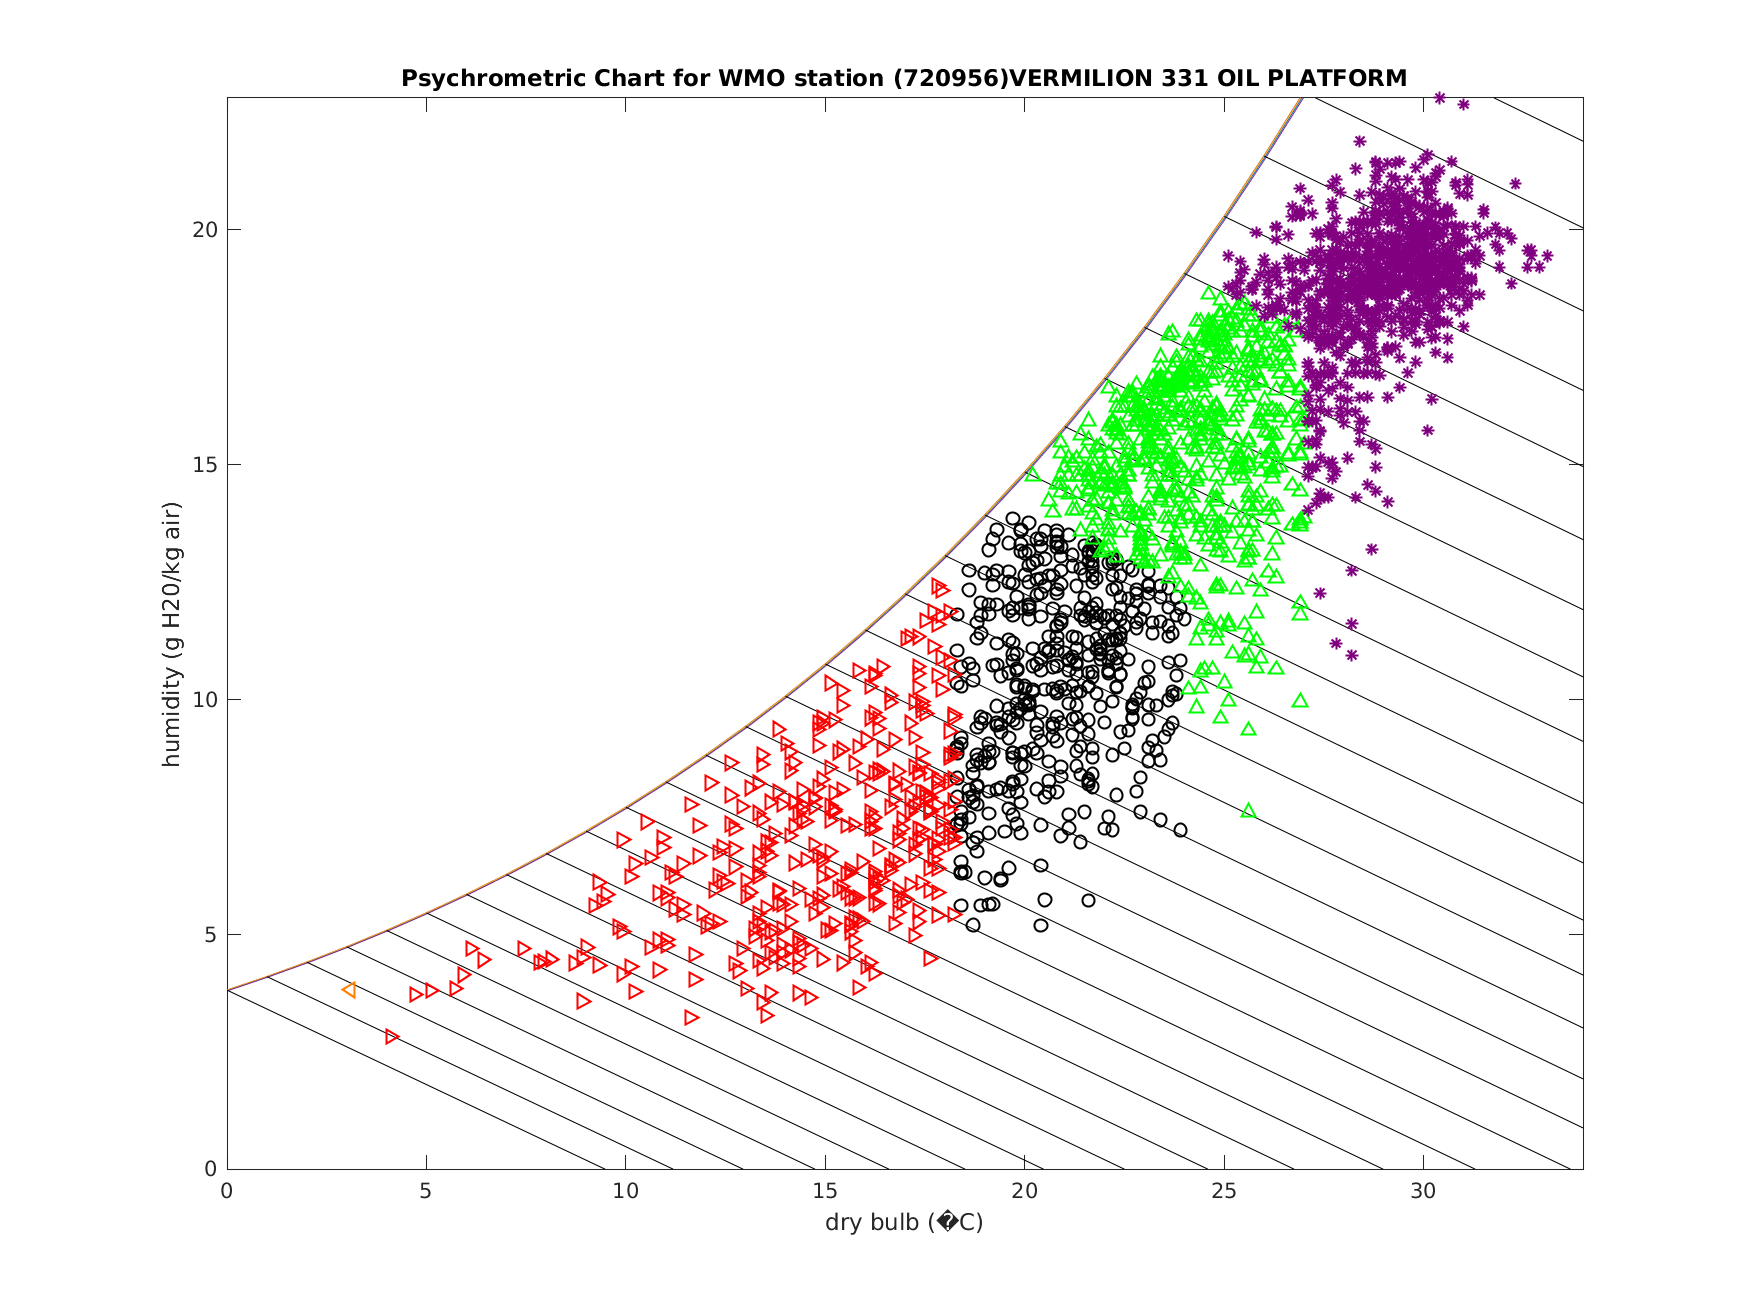 Psychrometric Chart for WMO station (720956)VERMILION 331 OIL PLATFORM
humidity (g H20/kg air)
20
15
10
5
0
0 5 10 15 20 25 30
dry bulb (�C)